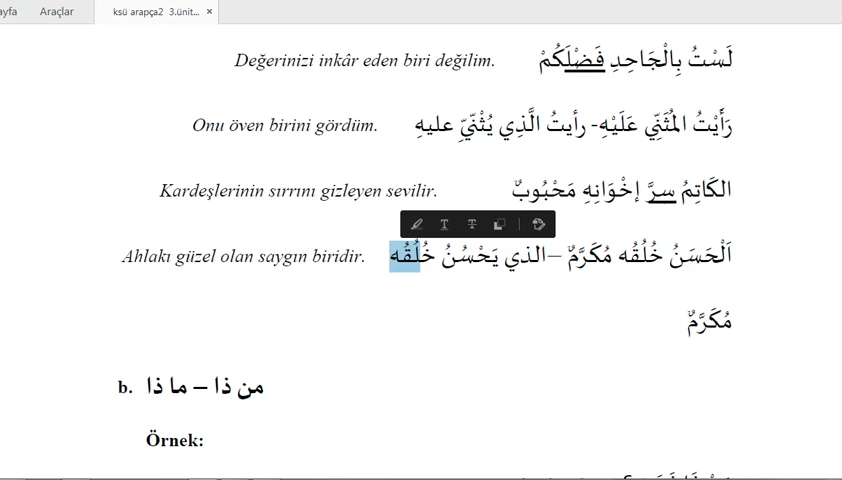 ayfa Araçlar ksü arapça2 3.ünit... ×
لَسْتُ بِالْجَاحِدِ فَضْلَكُمْ Değerinizi inkâr eden biri değilim.
رَأَيْتُ المُثَنِّي عَلَيْهِ- رأيتُ الَّذِي يُثْنِّيِ عليهِ Onu öven birini gördüm.
الكَاتِمُ سِرَّ إخْوَانِهِ مَحْبُوبٌ Kardeşlerinin sırrını gizleyen sevilir.
اَلْحَسَنُ خُلُقُه مُكَرَّمٌ –الذي يَحْسُنُ خُلُقُه Ahlakı güzel olan saygın biridir.
مُكَرَّمٌ
b. من ذا – ما ذا
Örnek: